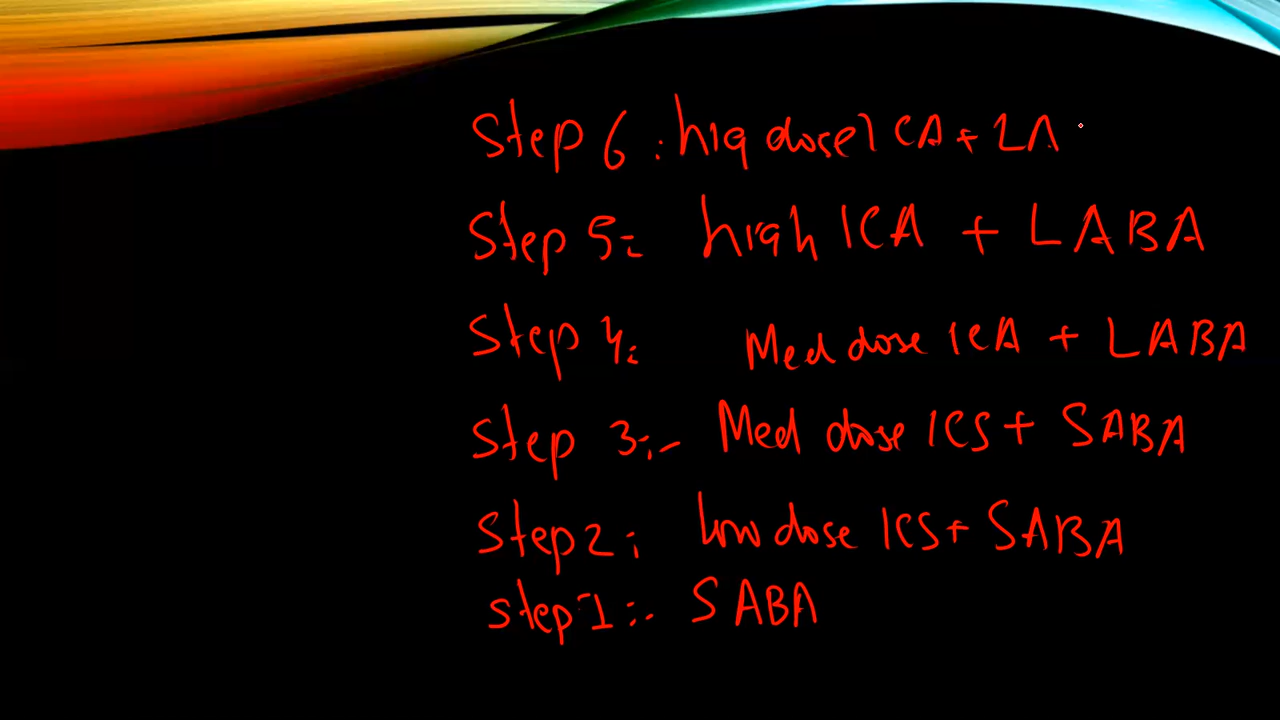 Step 6: hig dose ICA + LA
Step 5: high ICA + LABA
Step 4: Med dose ICA + LABA
Step 3:- Med dose ICS + SABA
Step 2: low dose ICS + SABA
step 1:- SABA